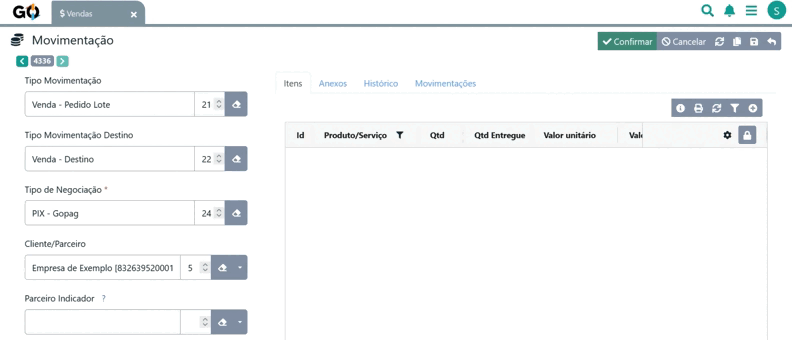 GO
$ Vendas ×
S
Movimentação
Confirmar Cancelar
4336
Tipo Movimentação
Venda - Pedido Lote 21
Tipo Movimentação Destino
Venda - Destino 22
Tipo de Negociação *
PIX - Gopag 24
Cliente/Parceiro
Empresa de Exemplo [832639520001 5
Parceiro Indicador ?
Itens Anexos Histórico Movimentações
Id Produto/Serviço Qtd Qtd Entregue Valor unitário Valo